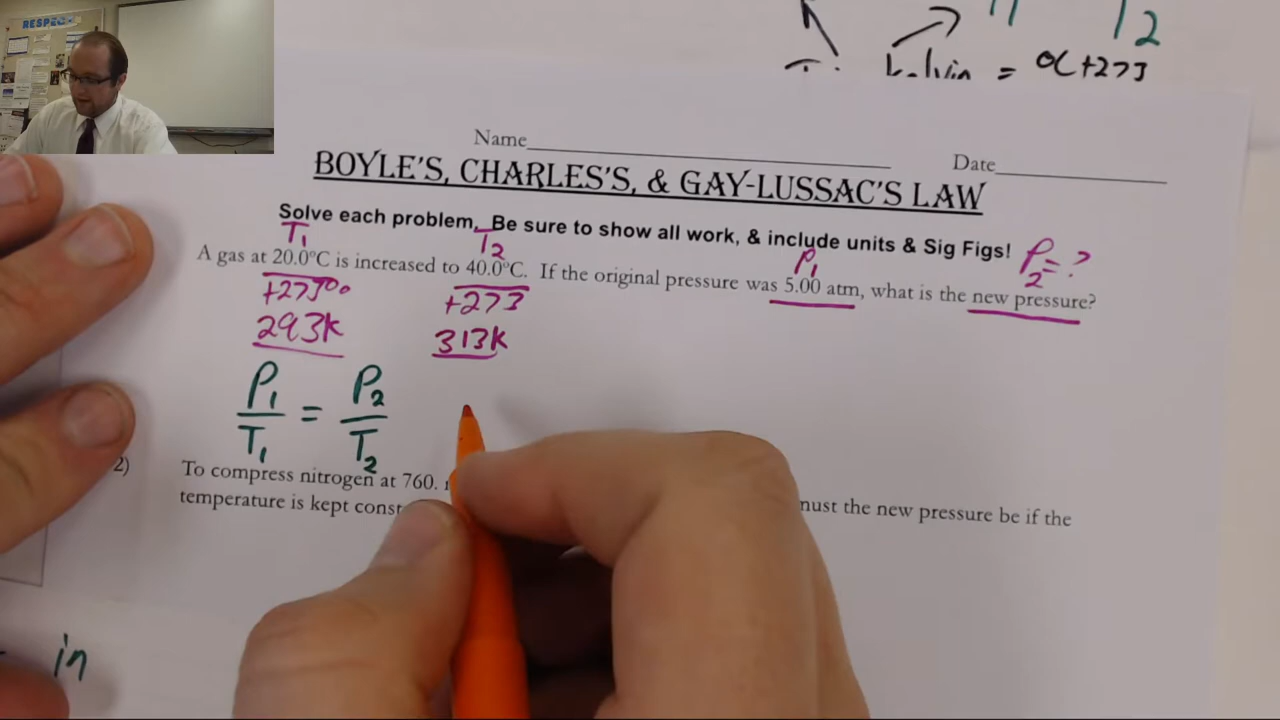 RESPECT
T₁ T₂
Kelvin = °C+273
Name Date
BOYLE'S, CHARLES'S, & GAY-LUSSAC'S LAW
Solve each problem, Be sure to show all work, & include units & Sig Figs!
T₁ T₂ P₁ P₂=?
A gas at 20.0°C is increased to 40.0°C. If the original pressure was 5.00 atm, what is the new pressure?
+273 +273
293K 313K
P₁ = P₂
T₁ T₂
2) To compress nitrogen at 760. must the new pressure be if the
temperature is kept
in